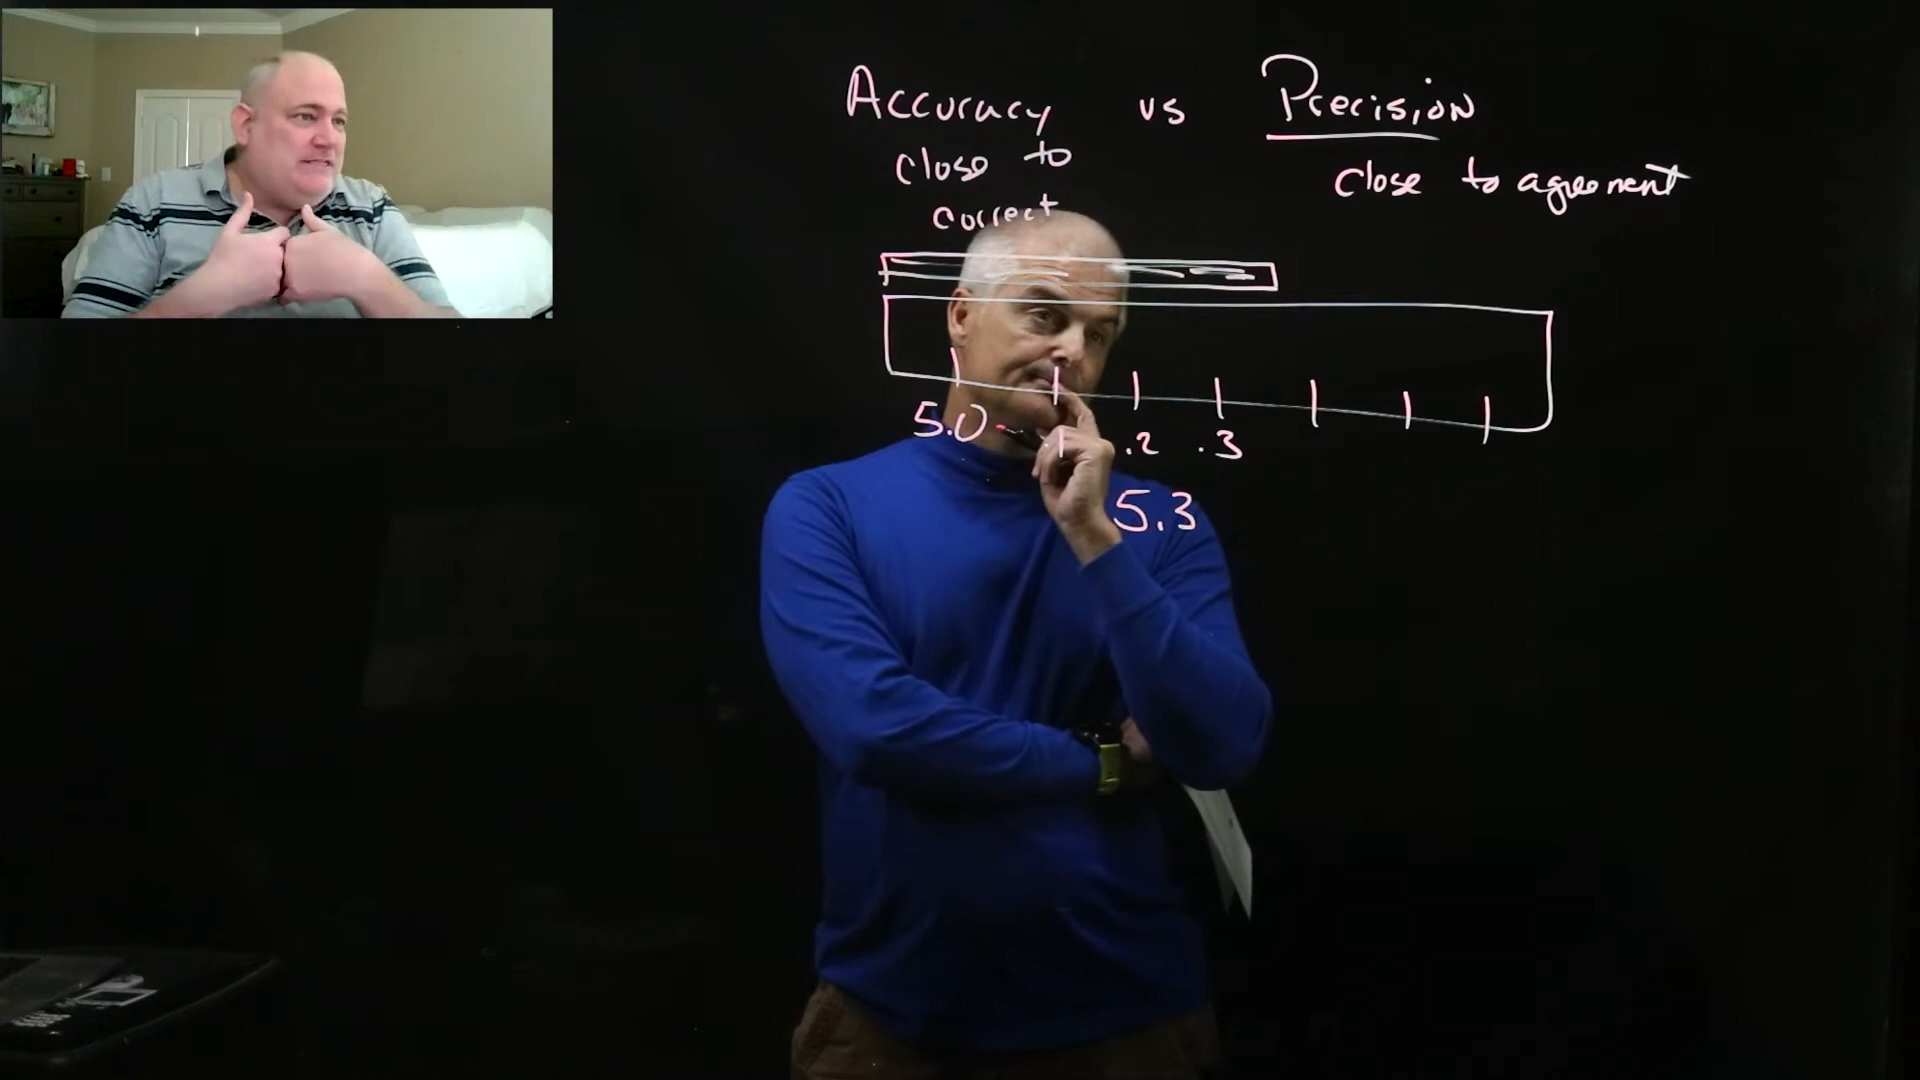 Accuracy vs Precision
close to
correct
close to agreement
5.0 .1 .2 .3
5.3